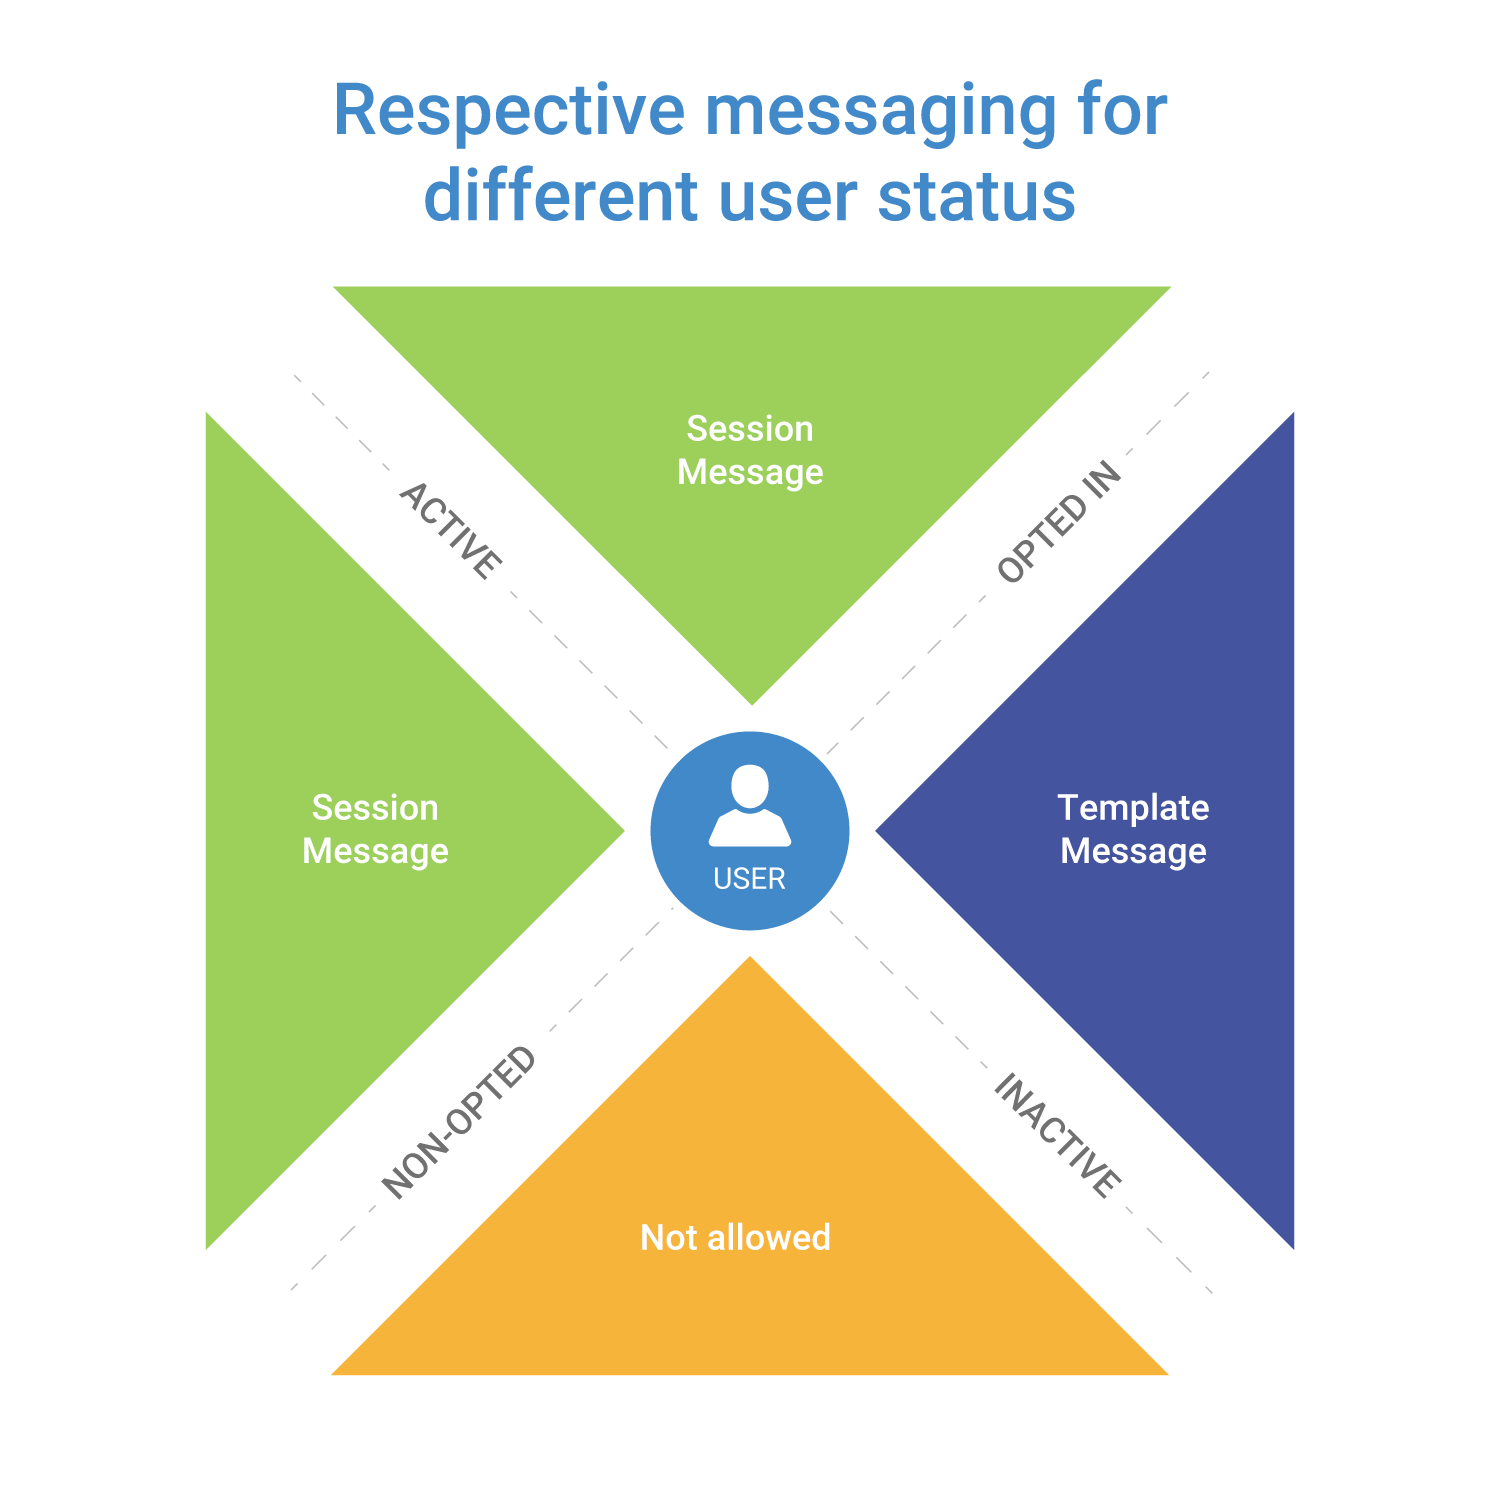 Respective messaging for
different user status
Session
Message
ACTIVE
OPTED IN
Session
Message
USER
Template
Message
NON-OPTED
INACTIVE
Not allowed